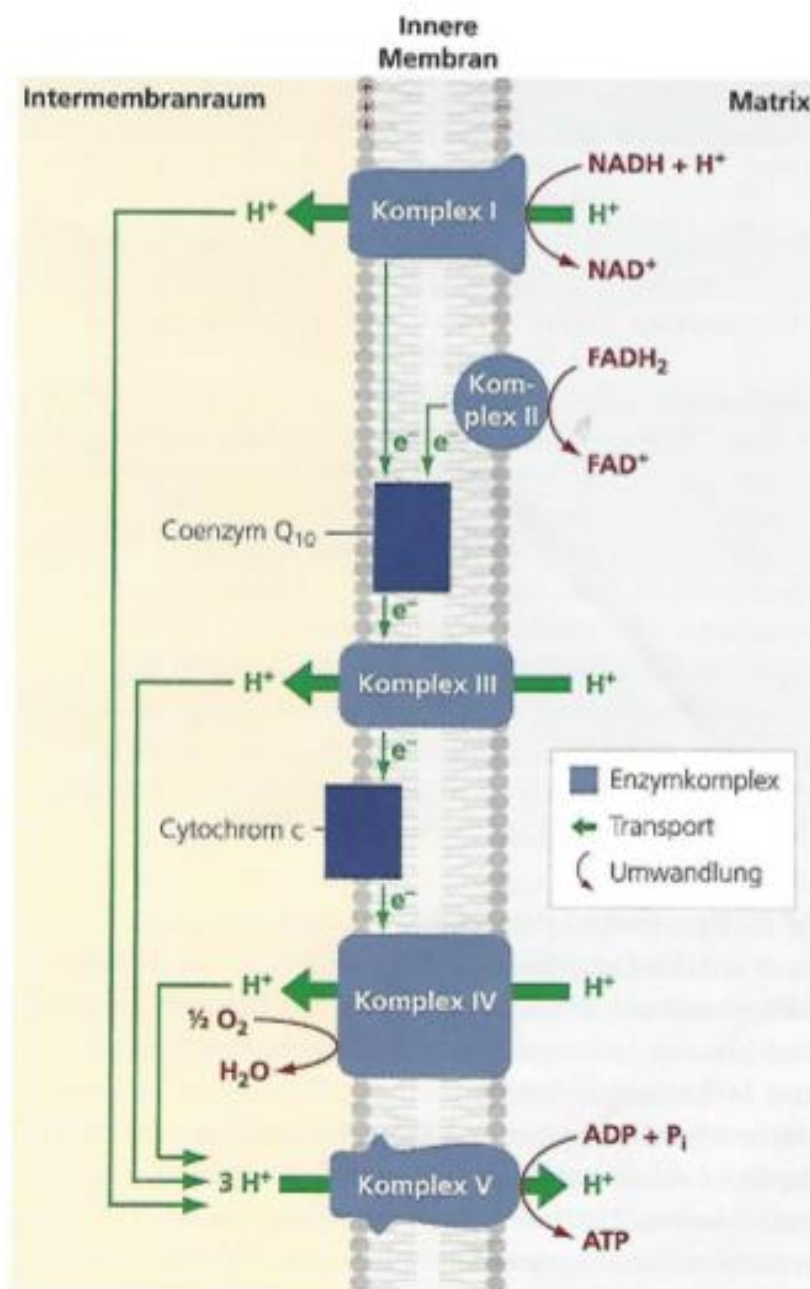 Innere
Membran
Intermembranraum
Matrix
NADH + H⁺
H⁺
Komplex I
H⁺
NAD⁺
FADH₂
Kom-
plex II
e⁻
e⁻
FAD⁺
Coenzym Q₁₀
e⁻
H⁺
Komplex III
H⁺
e⁻
Enzymkomplex
Transport
Umwandlung
Cytochrom c
e⁻
H⁺
Komplex IV
H⁺
½ O₂
H₂O
ADP + Pᵢ
3 H⁺
Komplex V
H⁺
ATP